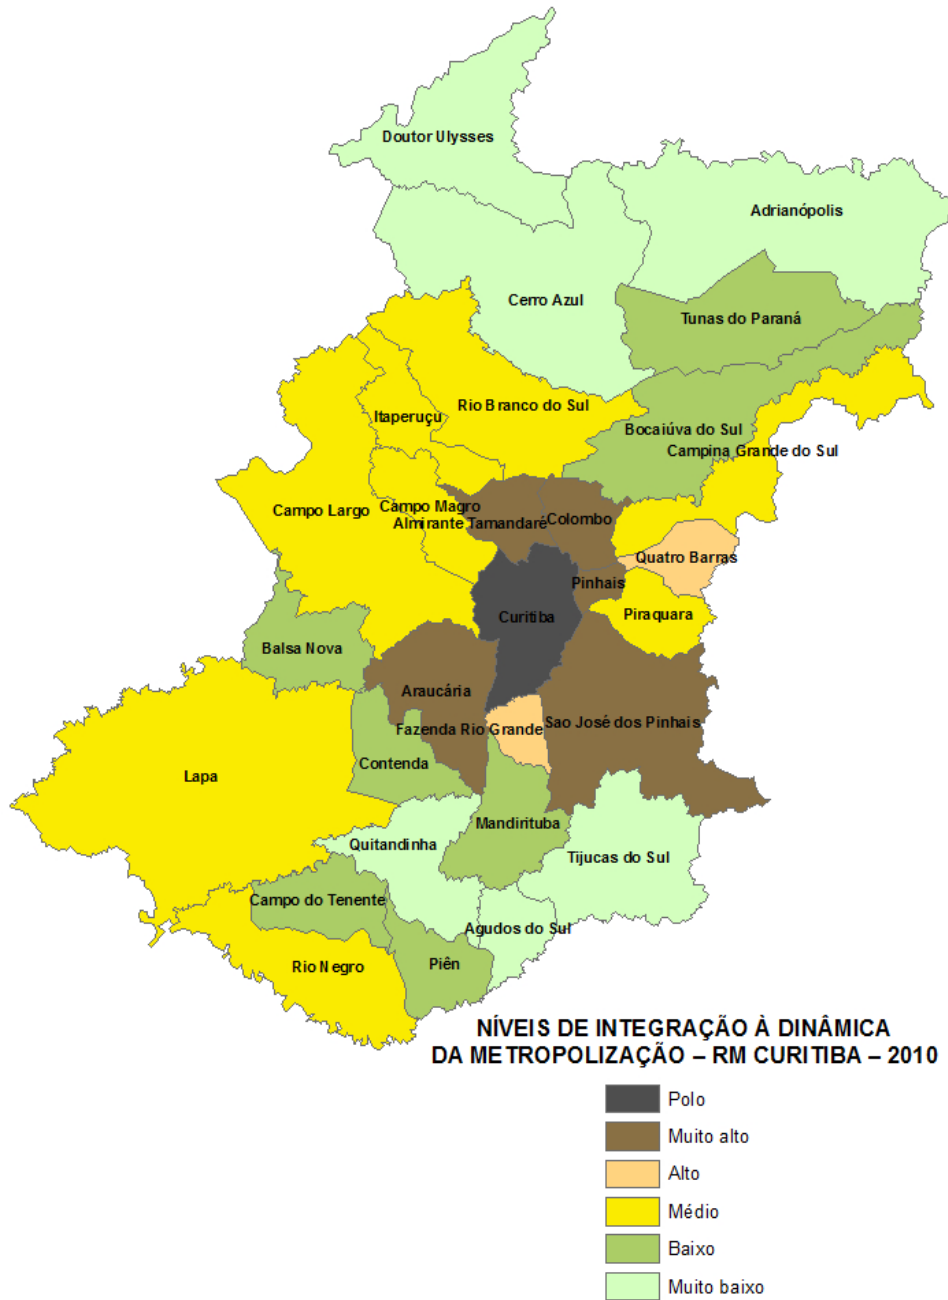 Doutor Ulysses
Adrianópolis
Cerro Azul
Tunas do Paraná
Rio Branco do Sul
Itaperuçu
Bocaiúva do Sul
Campina Grande do Sul
Campo Largo
Campo Magro
Almirante Tamandaré
Colombo
Quatro Barras
Pinhais
Curitiba
Piraquara
Balsa Nova
Araucária
Fazenda Rio Grande
Sao José dos Pinhais
Contenda
Lapa
Mandirituba
Quitandinha
Tijucas do Sul
Campo do Tenente
Agudos do Sul
Rio Negro
Piên
NÍVEIS DE INTEGRAÇÃO À DINÂMICA
DA METROPOLIZAÇÃO – RM CURITIBA – 2010
Polo
Muito alto
Alto
Médio
Baixo
Muito baixo